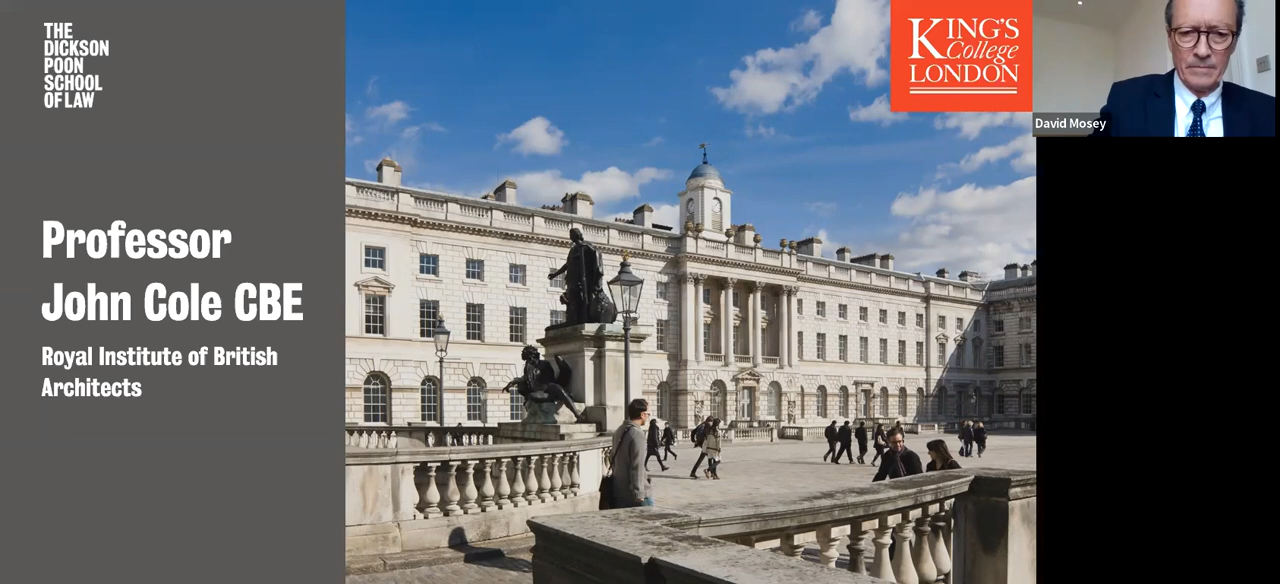 THE
DICKSON
POON
SCHOOL
OF LAW
Professor
John Cole CBE
Royal Institute of British
Architects
KING'S
College
LONDON
David Mosey